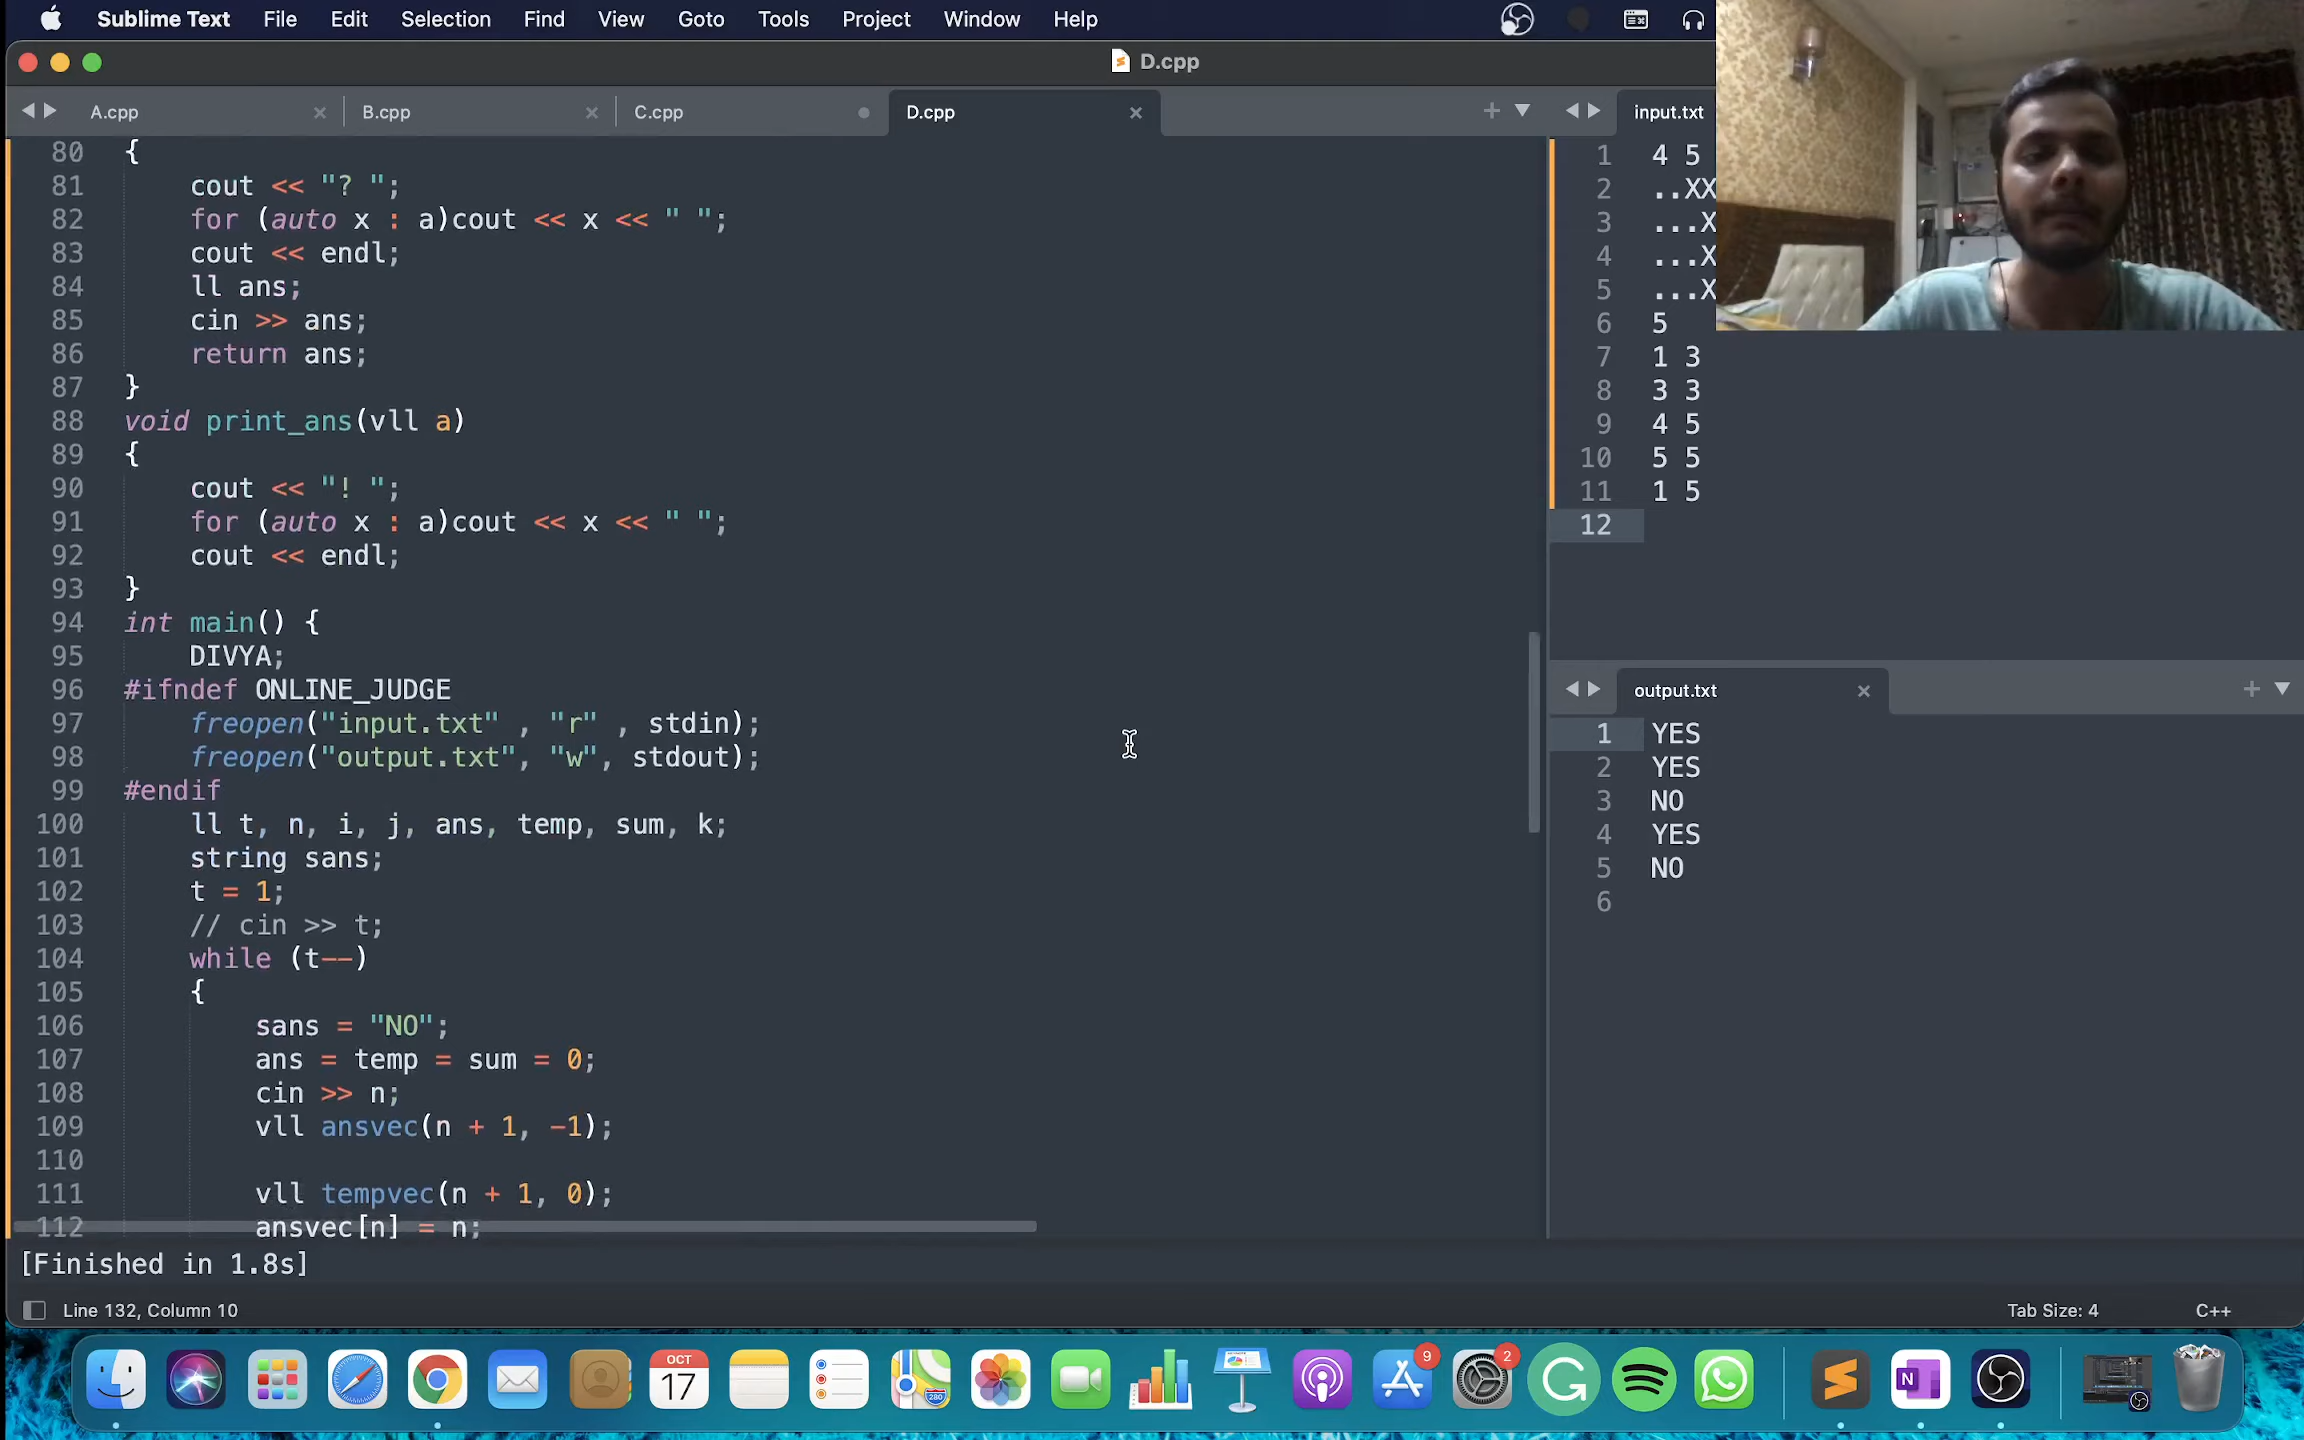 Sublime Text File Edit Selection Find View Goto Tools Project Window Help
D.cpp
A.cpp B.cpp C.cpp D.cpp
80 {
81 cout << "? ";
82 for (auto x : a)cout << x << " ";
83 cout << endl;
84 ll ans;
85 cin >> ans;
86 return ans;
87 }
88 void print_ans(vll a)
89 {
90 cout << "! ";
91 for (auto x : a)cout << x << " ";
92 cout << endl;
93 }
94 int main() {
95 DIVYA;
96 #ifndef ONLINE_JUDGE
97 freopen("input.txt" , "r" , stdin);
98 freopen("output.txt", "w", stdout);
99 #endif
100 ll t, n, i, j, ans, temp, sum, k;
101 string sans;
102 t = 1;
103 // cin >> t;
104 while (t--)
105 {
106 sans = "NO";
107 ans = temp = sum = 0;
108 cin >> n;
109 vll ansvec(n + 1, -1);
110
111 vll tempvec(n + 1, 0);
112 ansvec[n] = n;
input.txt
1 4 5
2 ..XX
3 ...X
4 ...X
5 ...X
6 5
7 1 3
8 3 3
9 4 5
10 5 5
11 1 5
12
output.txt
1 YES
2 YES
3 NO
4 YES
5 NO
6
[Finished in 1.8s]
Line 132, Column 10 Tab Size: 4 C++
OCT
17
280
9
2
N